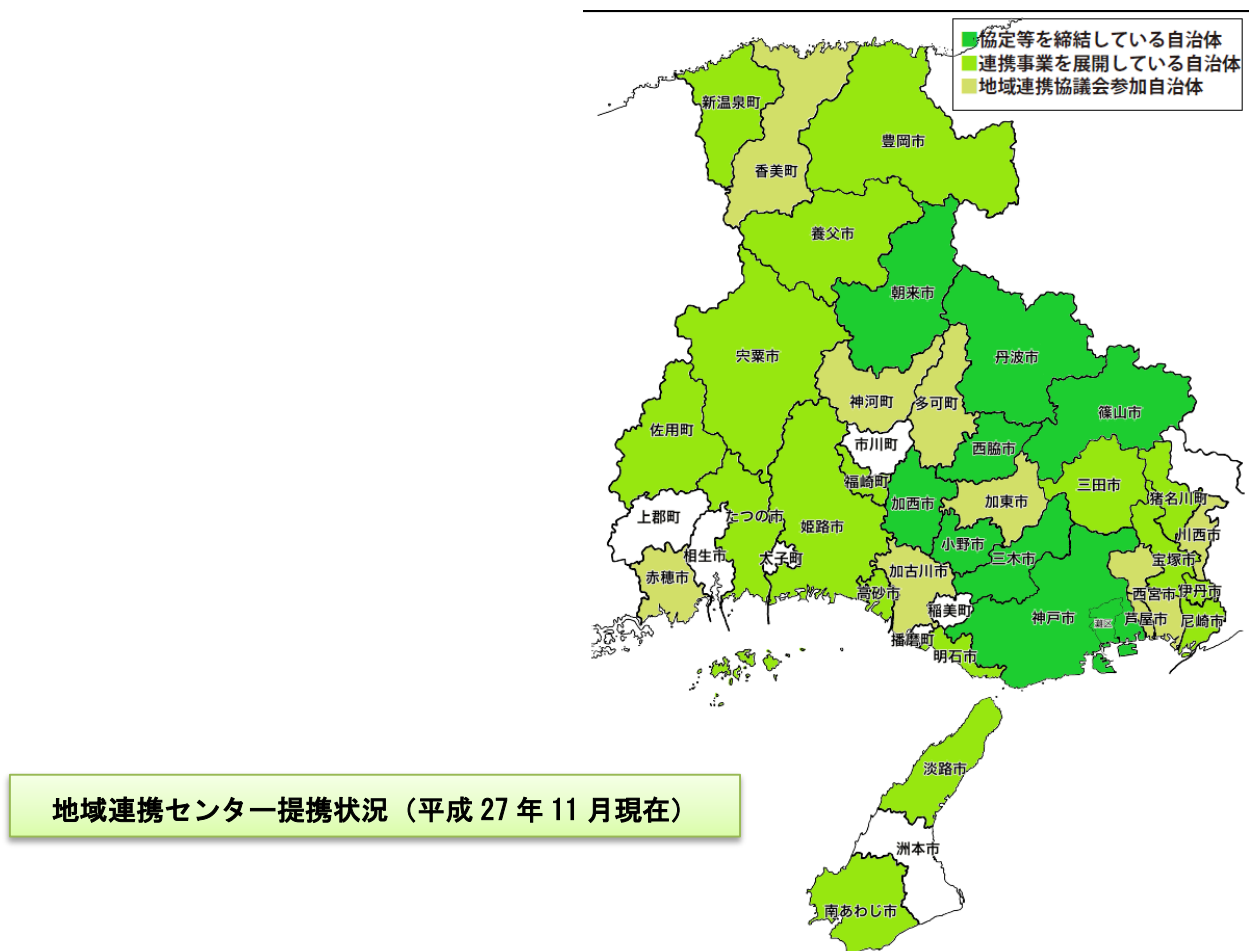 協定等を締結している自治体
連携事業を展開している自治体
地域連携協議会参加自治体
新温泉町
豊岡市
香美町
養父市
朝来市
宍粟市
丹波市
神河町
多可町
篠山市
佐用町
市川町
西脇市
福崎町
三田市
猪名川町
加西市
加東市
上郡町
たつの市
姫路市
川西市
小野市
相生市
太子町
三木市
宝塚市
加古川市
赤穂市
高砂市
西宮市
伊丹市
稲美町
神戸市
灘区
芦屋市
尼崎市
播磨町
明石市
淡路市
地域連携センター提携状況（平成 27 年 11 月現在）
洲本市
南あわじ市